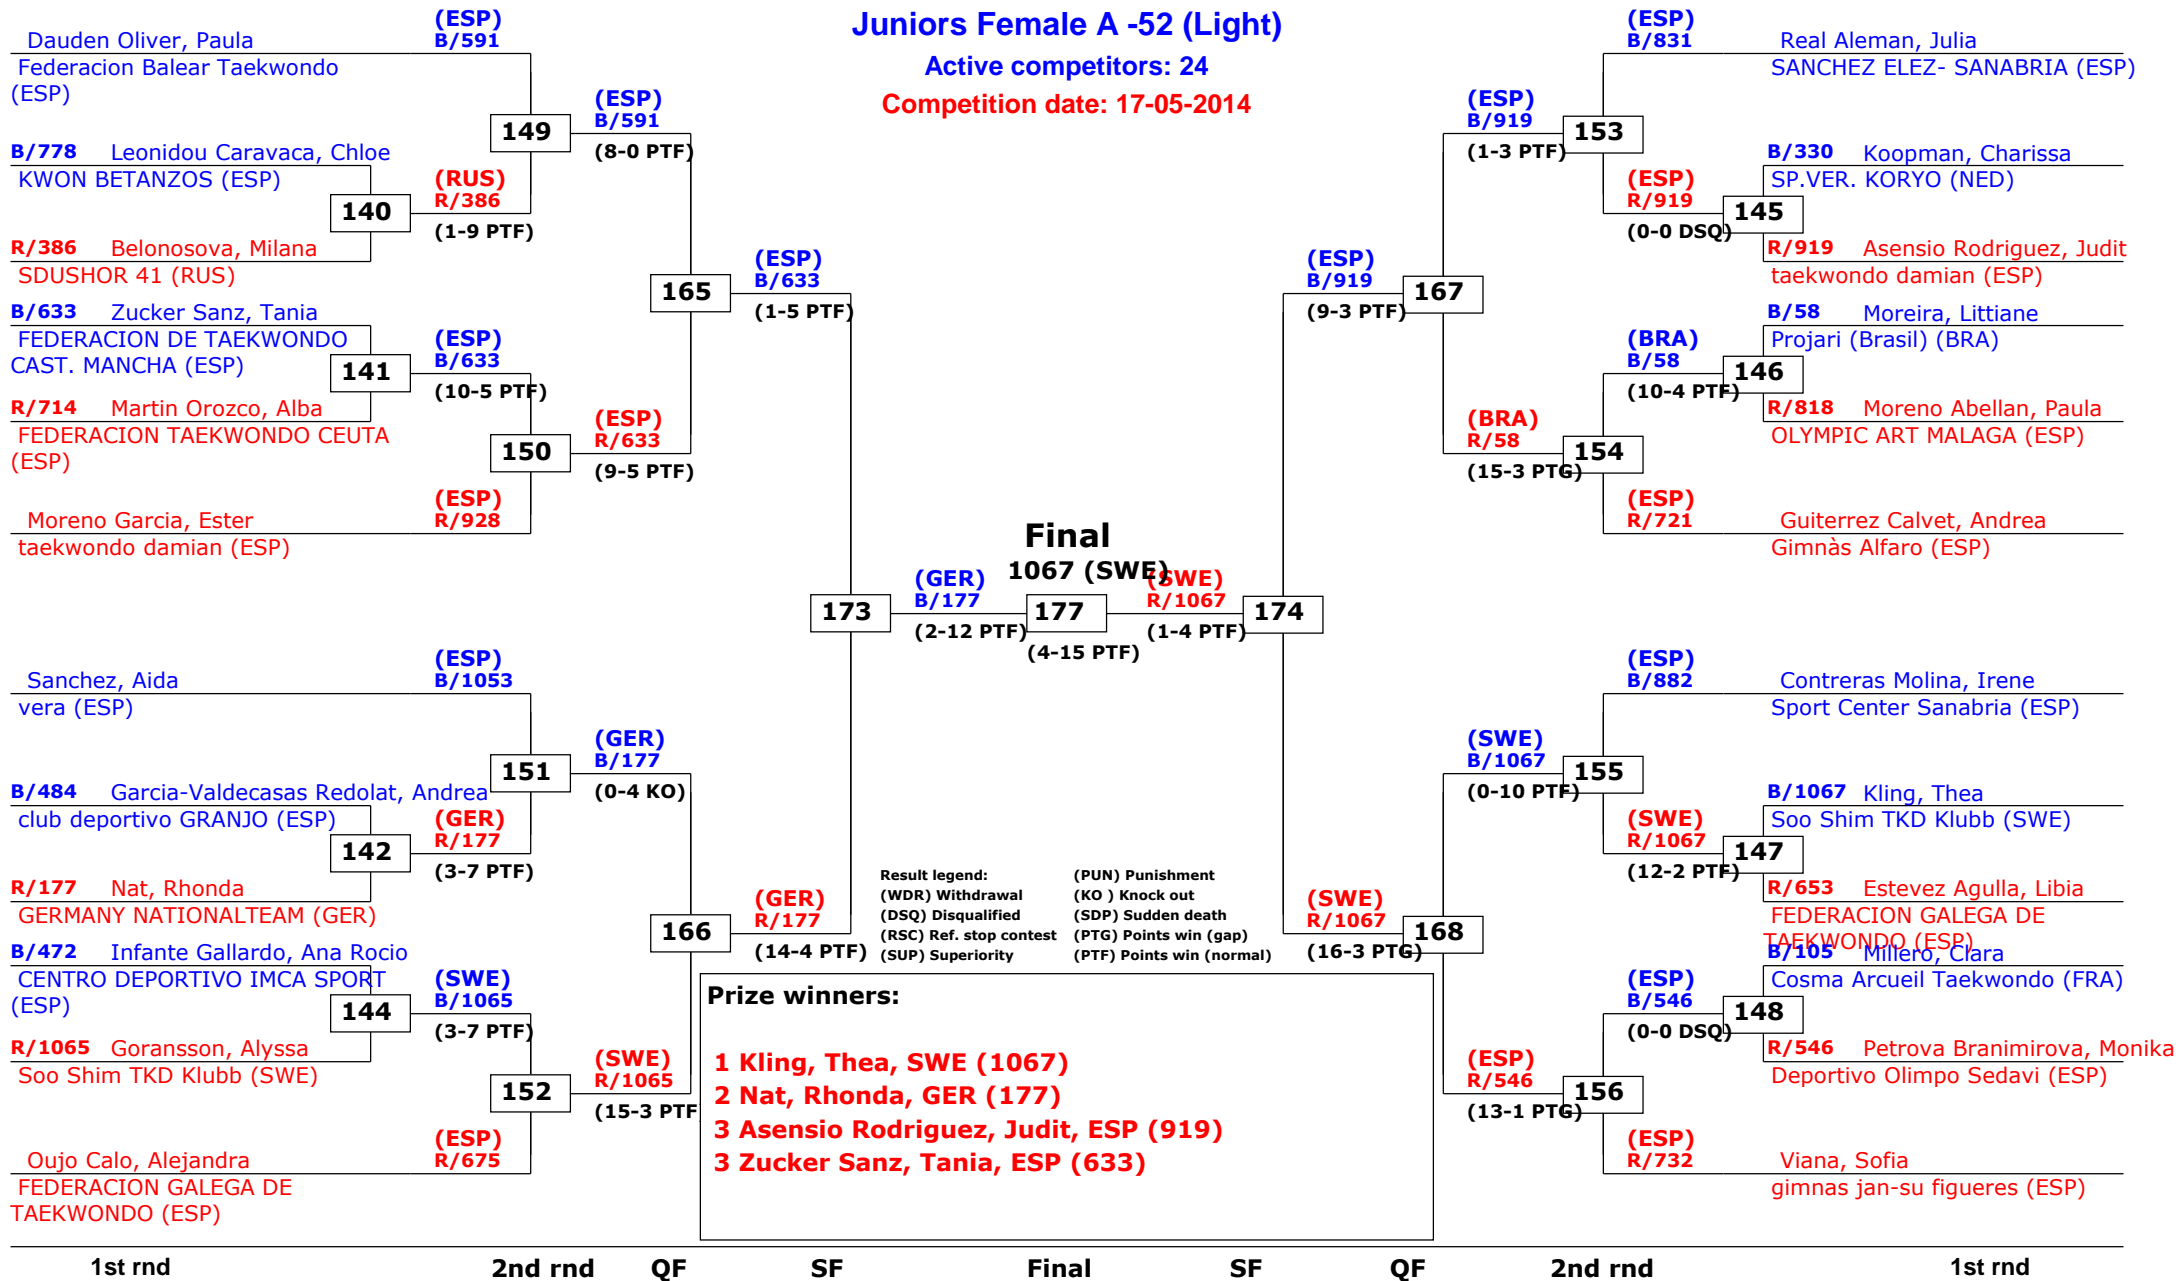 Juniors Female A -52 (Light)
Active competitors: 24
Competition date: 17-05-2014
Dauden Oliver, Paula
Federacion Balear Taekwondo
(ESP)
(ESP)
B/591
B/778 Leonidou Caravaca, Chloe
KWON BETANZOS (ESP)
140
R/386 Belonosova, Milana
SDUSHOR 41 (RUS)
(RUS)
R/386
(1-9 PTF)
149
(ESP)
B/591
(8-0 PTF)
B/633 Zucker Sanz, Tania
FEDERACION DE TAEKWONDO
CAST. MANCHA (ESP)
141
R/714 Martin Orozco, Alba
FEDERACION TAEKWONDO CEUTA
(ESP)
(ESP)
B/633
(10-5 PTF)
150
(ESP)
R/633
(9-5 PTF)
Moreno Garcia, Ester
taekwondo damian (ESP)
(ESP)
R/928
165
(ESP)
B/633
(1-5 PTF)
Sanchez, Aida
vera (ESP)
(ESP)
B/1053
B/484 Garcia-Valdecasas Redolat, Andrea
club deportivo GRANJO (ESP)
142
R/177 Nat, Rhonda
GERMANY NATIONALTEAM (GER)
(GER)
R/177
(3-7 PTF)
151
(GER)
B/177
(0-4 KO)
B/472 Infante Gallardo, Ana Rocio
CENTRO DEPORTIVO IMCA SPORT
(ESP)
144
R/1065 Goransson, Alyssa
Soo Shim TKD Klubb (SWE)
(SWE)
B/1065
(3-7 PTF)
152
(SWE)
R/1065
(15-3 PTF
Oujo Calo, Alejandra
FEDERACION GALEGA DE
TAEKWONDO (ESP)
(ESP)
R/675
166
(GER)
R/177
(14-4 PTF)
173
(GER)
B/177
(2-12 PTF)
Final
1067 (SWE)
177
(4-15 PTF)
(SWE)
R/1067
(1-4 PTF)
174
(ESP)
B/831
Real Aleman, Julia
SANCHEZ ELEZ- SANABRIA (ESP)
(ESP)
B/919
(1-3 PTF)
153
B/330 Koopman, Charissa
SP.VER. KORYO (NED)
(ESP)
R/919
(0-0 DSQ)
145
R/919 Asensio Rodriguez, Judit
taekwondo damian (ESP)
(ESP)
B/919
(9-3 PTF)
167
B/58 Moreira, Littiane
Projari (Brasil) (BRA)
(BRA)
B/58
(10-4 PTF)
146
R/818 Moreno Abellan, Paula
OLYMPIC ART MALAGA (ESP)
(BRA)
R/58
(15-3 PTG)
154
(ESP)
R/721
Guiterrez Calvet, Andrea
Gimnàs Alfaro (ESP)
(ESP)
B/882
Contreras Molina, Irene
Sport Center Sanabria (ESP)
(SWE)
B/1067
(0-10 PTF)
155
B/1067 Kling, Thea
Soo Shim TKD Klubb (SWE)
(SWE)
R/1067
(12-2 PTF)
147
R/653 Estevez Agulla, Libia
FEDERACION GALEGA DE
TAEKWONDO (ESP)
(SWE)
R/1067
(16-3 PTG)
168
B/105 Millero, Clara
Cosma Arcueil Taekwondo (FRA)
(ESP)
B/546
(0-0 DSQ)
148
R/546 Petrova Branimirova, Monika
Deportivo Olimpo Sedavi (ESP)
(ESP)
R/546
(13-1 PTG)
156
(ESP)
R/732
Viana, Sofia
gimnas jan-su figueres (ESP)
Result legend: (PUN) Punishment
(WDR) Withdrawal (KO ) Knock out
(DSQ) Disqualified (SDP) Sudden death
(RSC) Ref. stop contest (PTG) Points win (gap)
(SUP) Superiority (PTF) Points win (normal)
Prize winners:
1 Kling, Thea, SWE (1067)
2 Nat, Rhonda, GER (177)
3 Asensio Rodriguez, Judit, ESP (919)
3 Zucker Sanz, Tania, ESP (633)
1st rnd 2nd rnd QF SF Final SF QF 2nd rnd 1st rnd